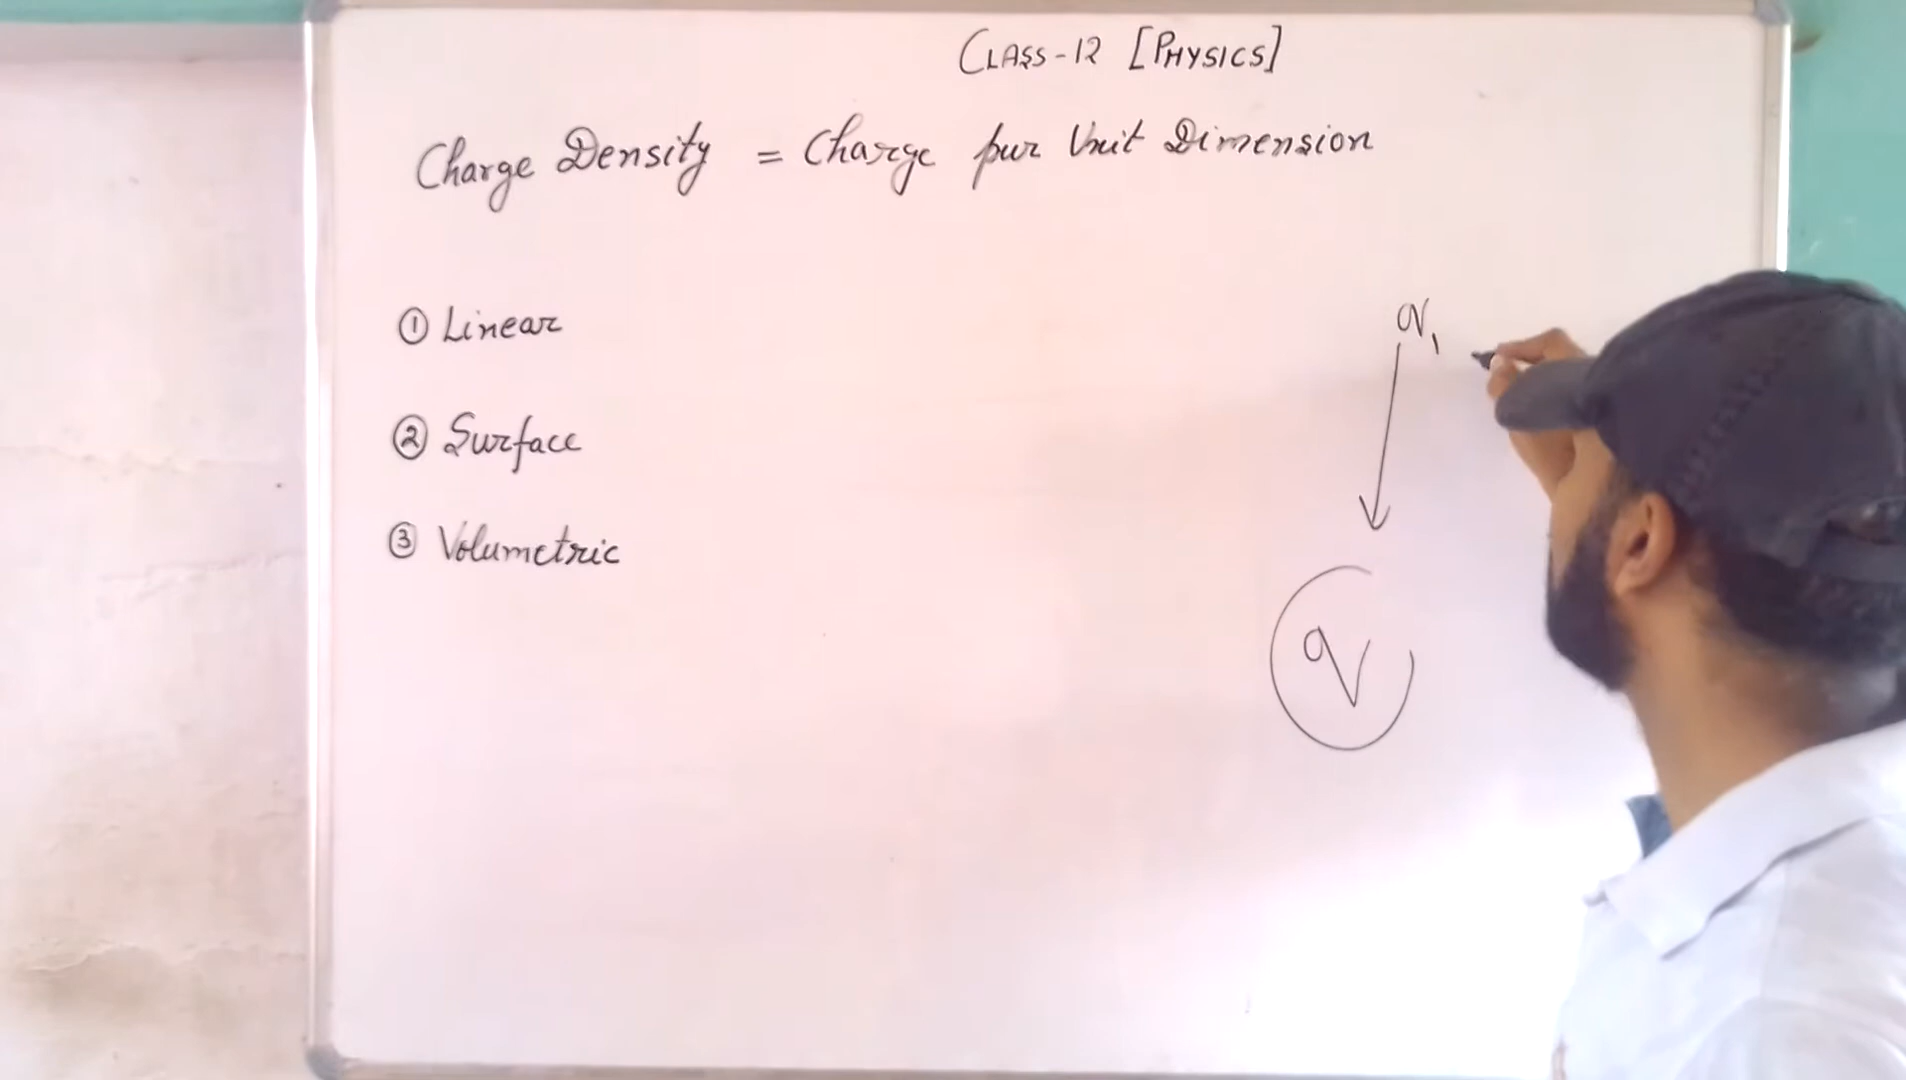 CLASS-12 [PHYSICS]
Charge Density = Charge per Unit Dimension
① Linear
② Surface
③ Volumetric
q,
q